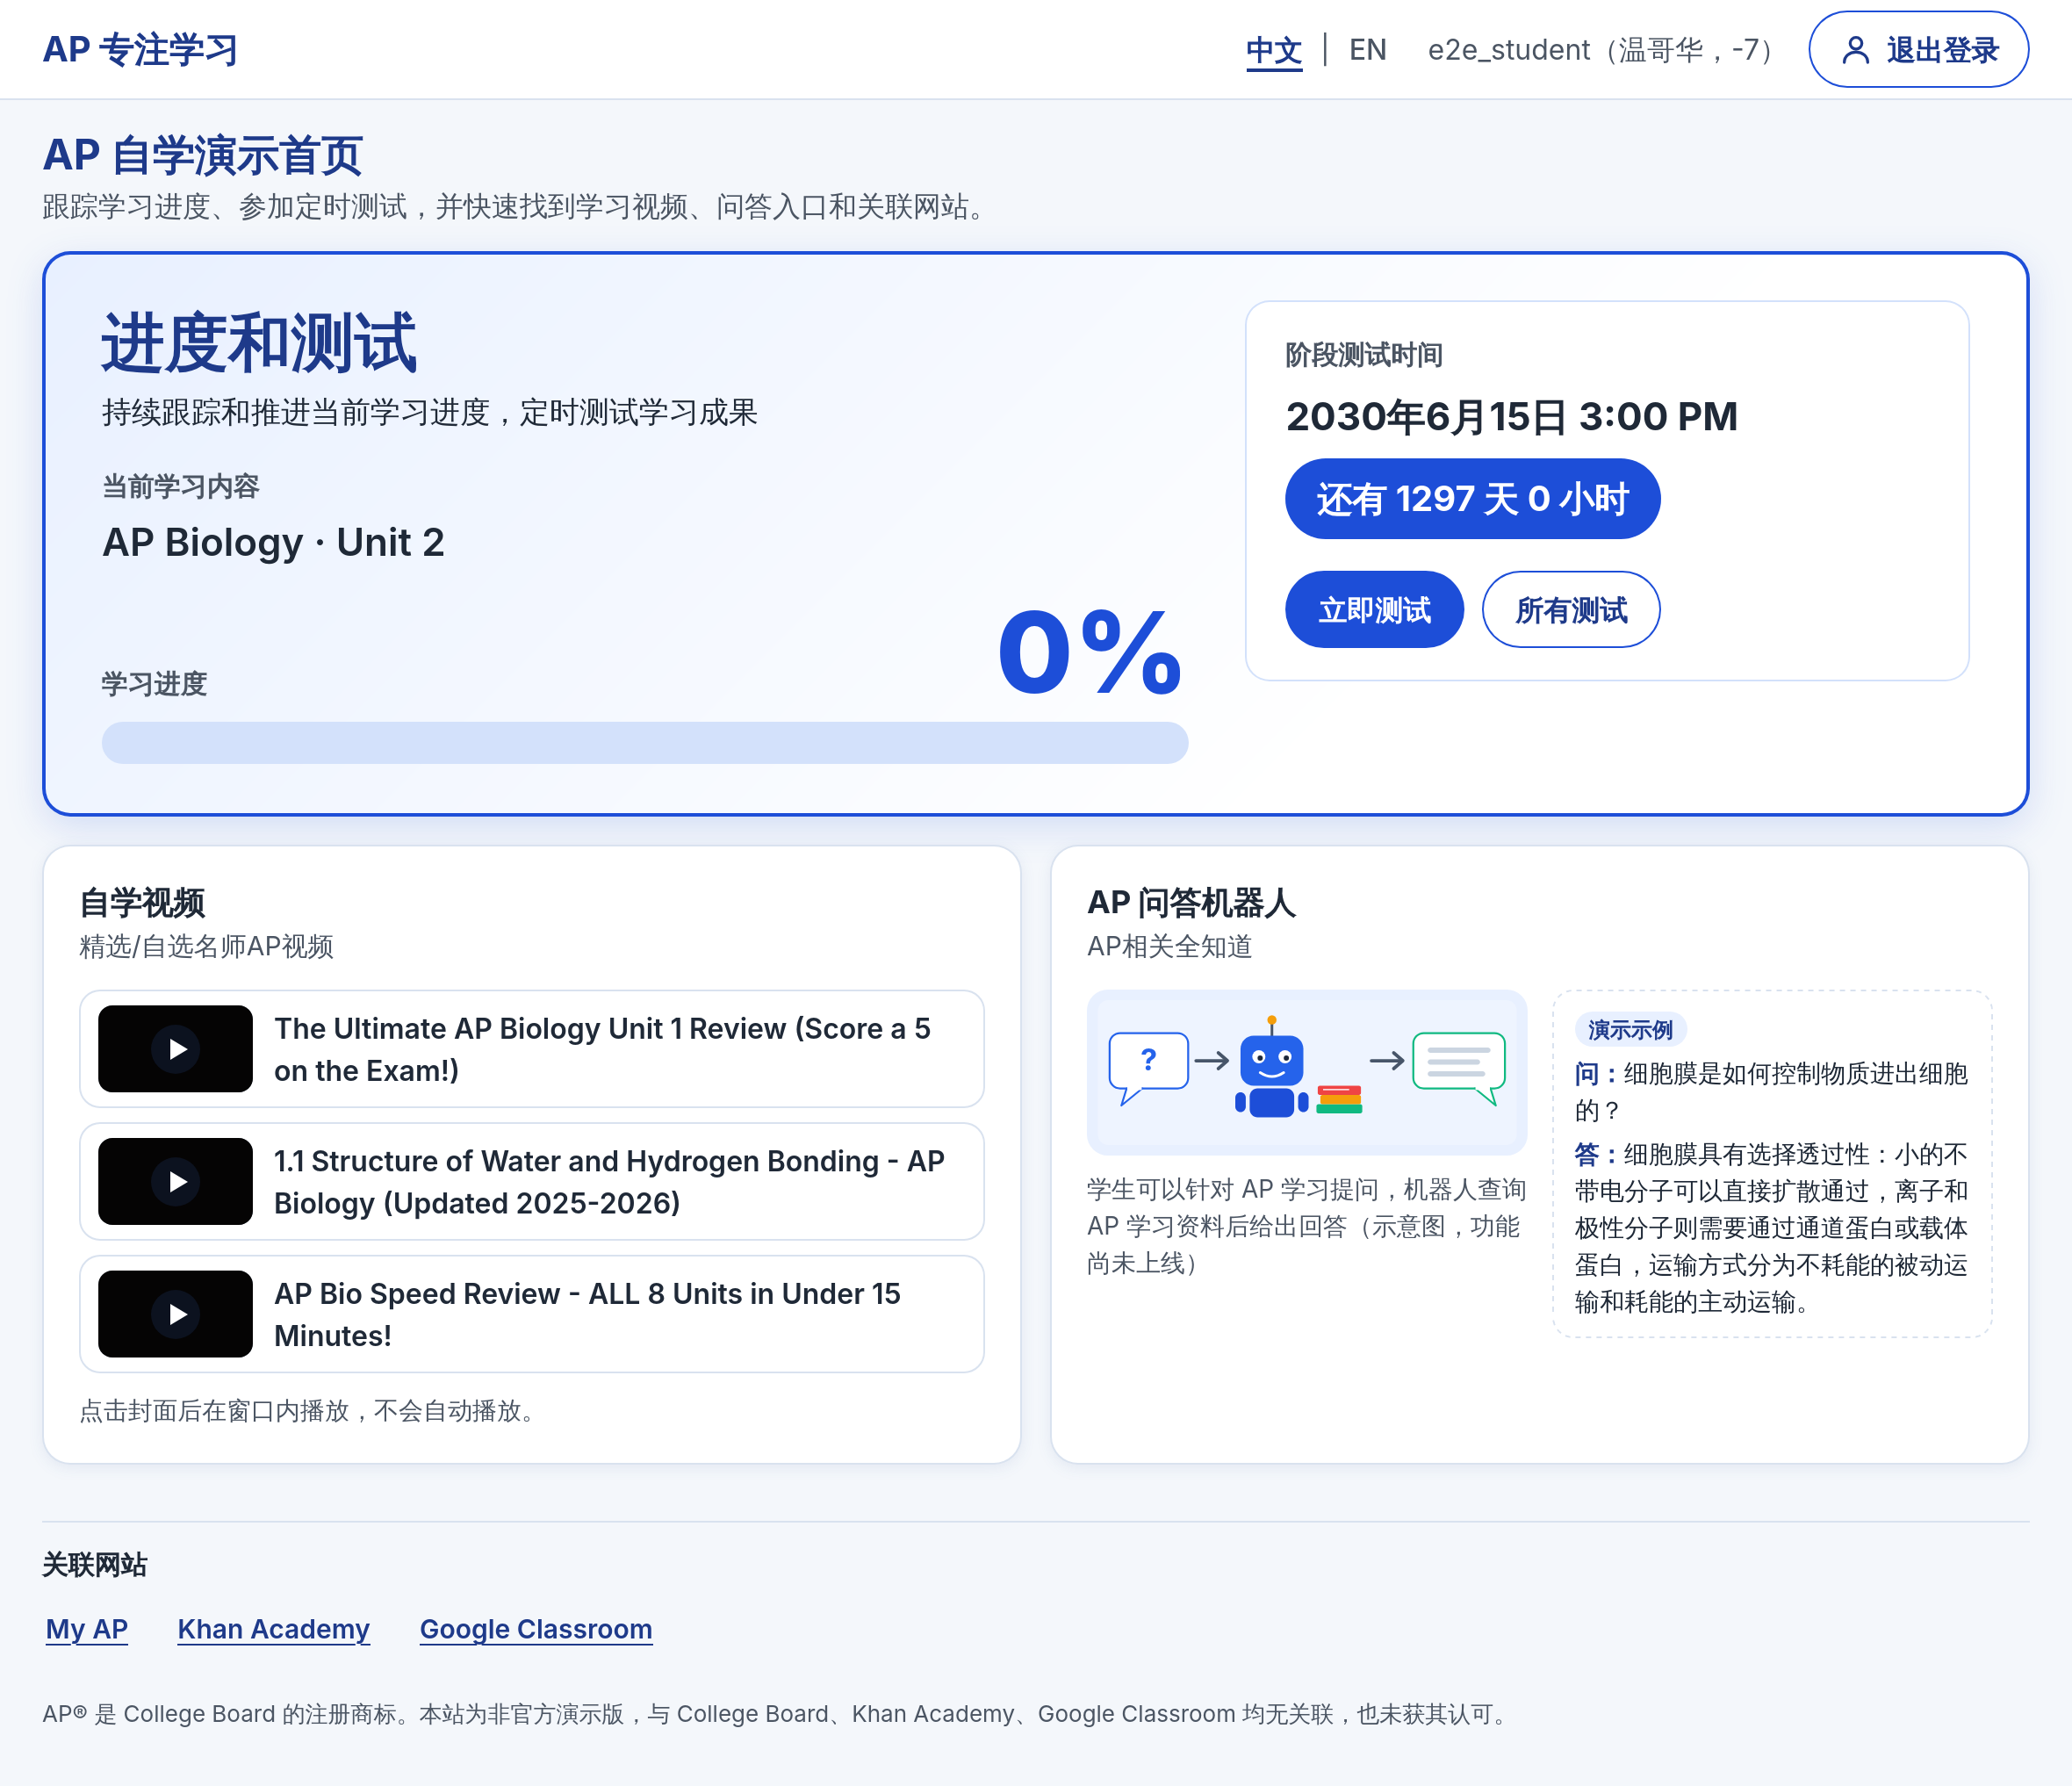 AP 专注学习
中文 | EN e2e_student（温哥华，-7） 退出登录
AP 自学演示首页
跟踪学习进度、参加定时测试，并快速找到学习视频、问答入口和关联网站。
进度和测试
持续跟踪和推进当前学习进度，定时测试学习成果
当前学习内容
AP Biology · Unit 2
学习进度
0%
阶段测试时间
2030年6月15日 3:00 PM
还有 1297 天 0 小时
立即测试 所有测试
自学视频
精选/自选名师AP视频
The Ultimate AP Biology Unit 1 Review (Score a 5
on the Exam!)
1.1 Structure of Water and Hydrogen Bonding - AP
Biology (Updated 2025-2026)
AP Bio Speed Review - ALL 8 Units in Under 15
Minutes!
点击封面后在窗口内播放，不会自动播放。
AP 问答机器人
AP相关全知道
?
学生可以针对 AP 学习提问，机器人查询
AP 学习资料后给出回答（示意图，功能
尚未上线）
演示示例
问：细胞膜是如何控制物质进出细胞
的？
答：细胞膜具有选择透过性：小的不
带电分子可以直接扩散通过，离子和
极性分子则需要通过通道蛋白或载体
蛋白，运输方式分为不耗能的被动运
输和耗能的主动运输。
关联网站
My AP Khan Academy Google Classroom
AP® 是 College Board 的注册商标。本站为非官方演示版，与 College Board、Khan Academy、Google Classroom 均无关联，也未获其认可。